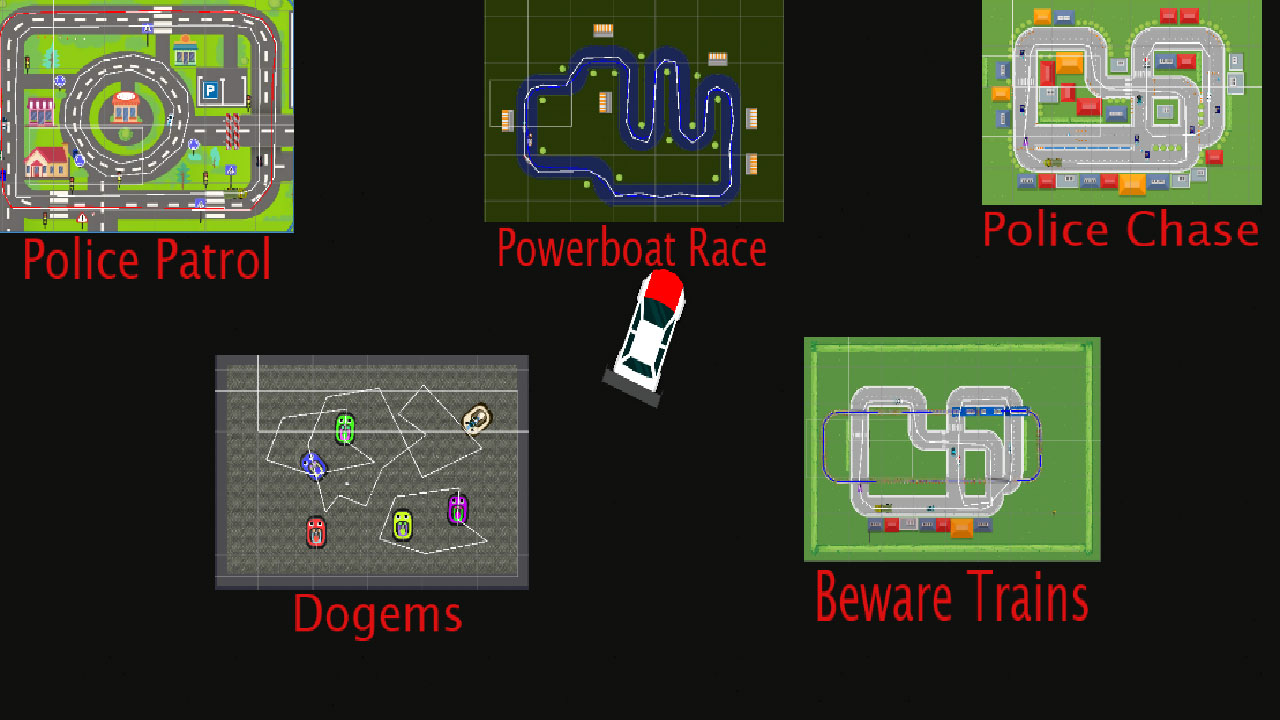 P
Police Patrol
Powerboat Race
Police Chase
Dogems
Beware Trains